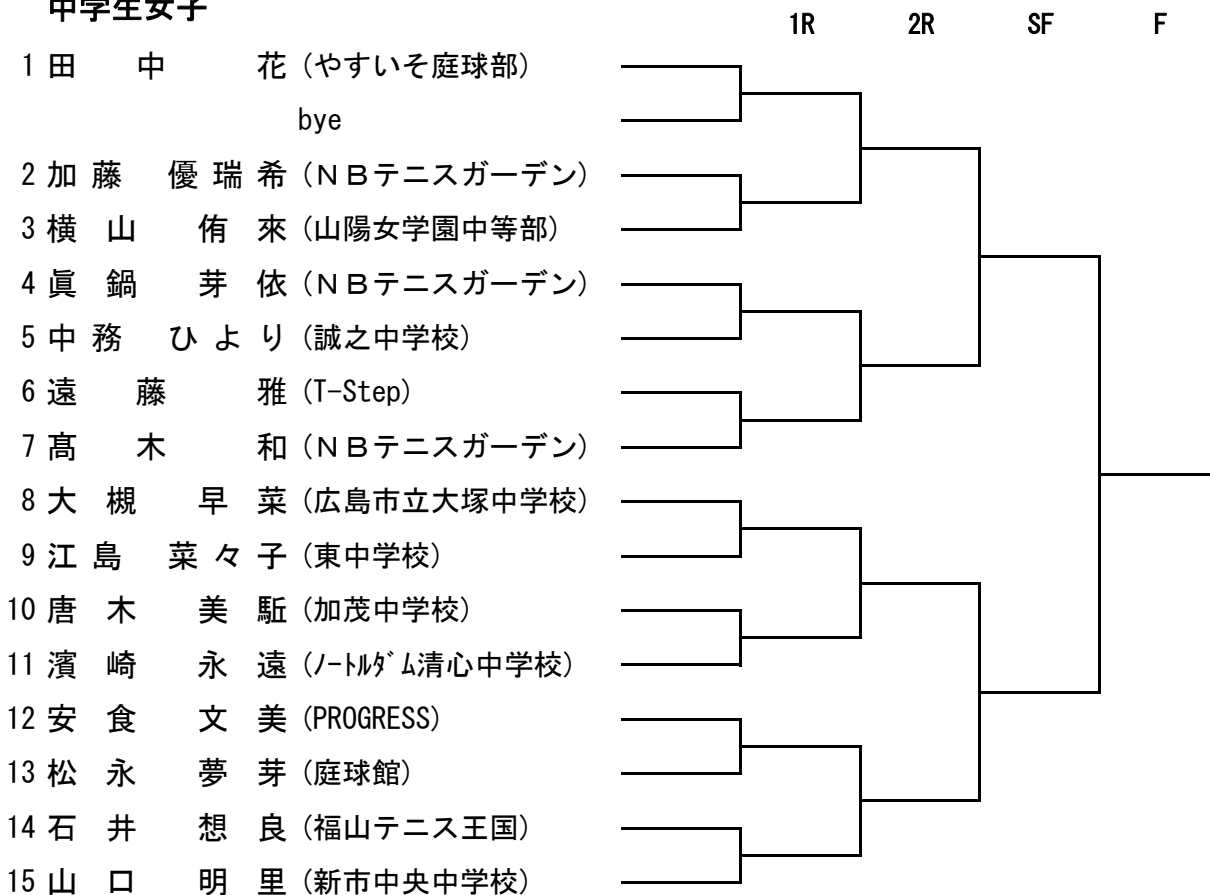 中学生女子
1R 2R SF F
1 田中 花 (やすいそ庭球部)
bye
2 加藤 優瑞希 (NBテニスガーデン)
3 横山 侑來 (山陽女学園中等部)
4 眞鍋 芽依 (NBテニスガーデン)
5 中務 ひより (誠之中学校)
6 遠藤 雅 (T-Step)
7 髙木 和 (NBテニスガーデン)
8 大槻 早菜 (広島市立大塚中学校)
9 江島 菜々子 (東中学校)
10 唐木 美駈 (加茂中学校)
11 濱崎 永遠 (ノートルダム清心中学校)
12 安食 文美 (PROGRESS)
13 松永 夢芽 (庭球館)
14 石井 想良 (福山テニス王国)
15 山口 明里 (新市中央中学校)